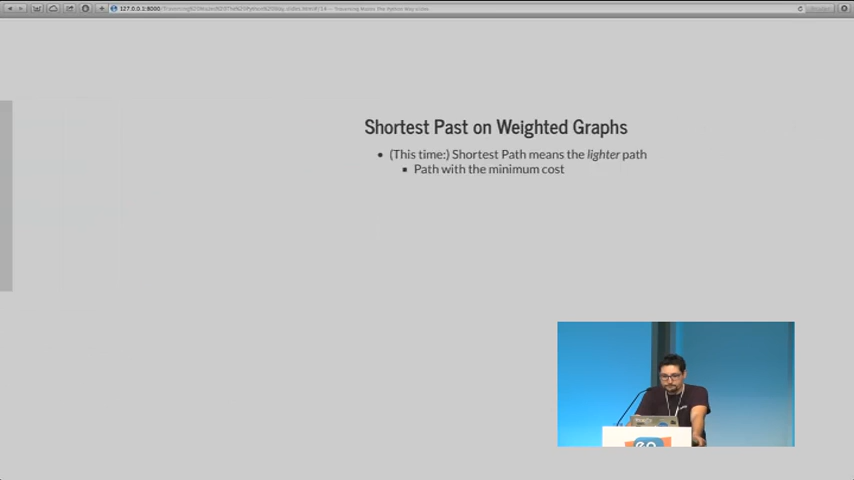 Shortest Past on Weighted Graphs
(This time:) Shortest Path means the lighter path
Path with the minimum cost